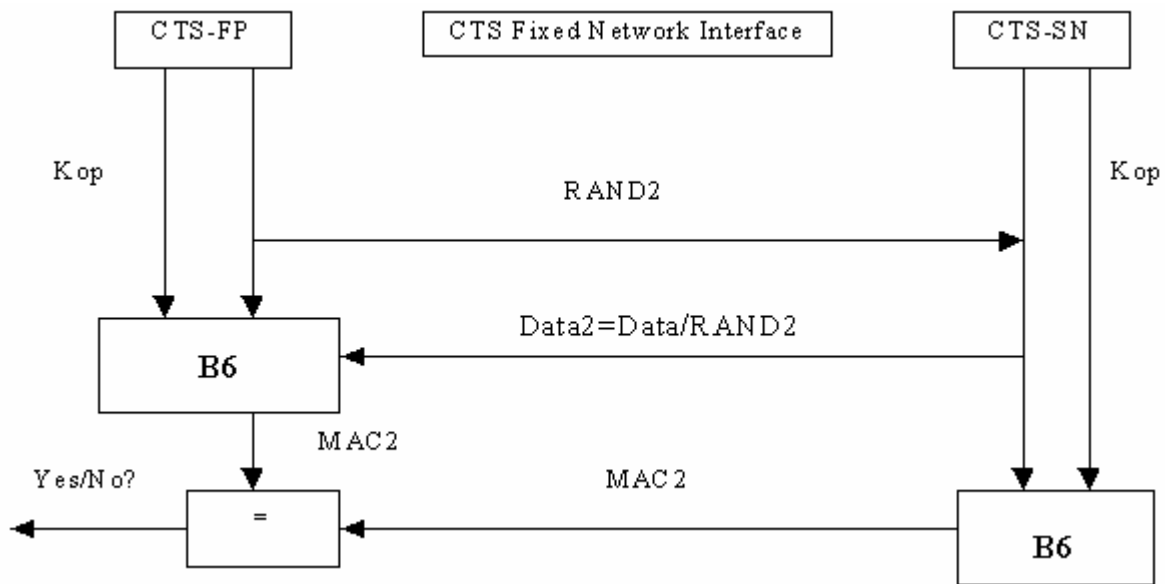 CTS-FP
CTS Fixed Network Interface
CTS-SN
Kop
Kop
RAND2
Data2=Data/RAND2
B6
MAC2
Yes/No?
MAC2
=
B6